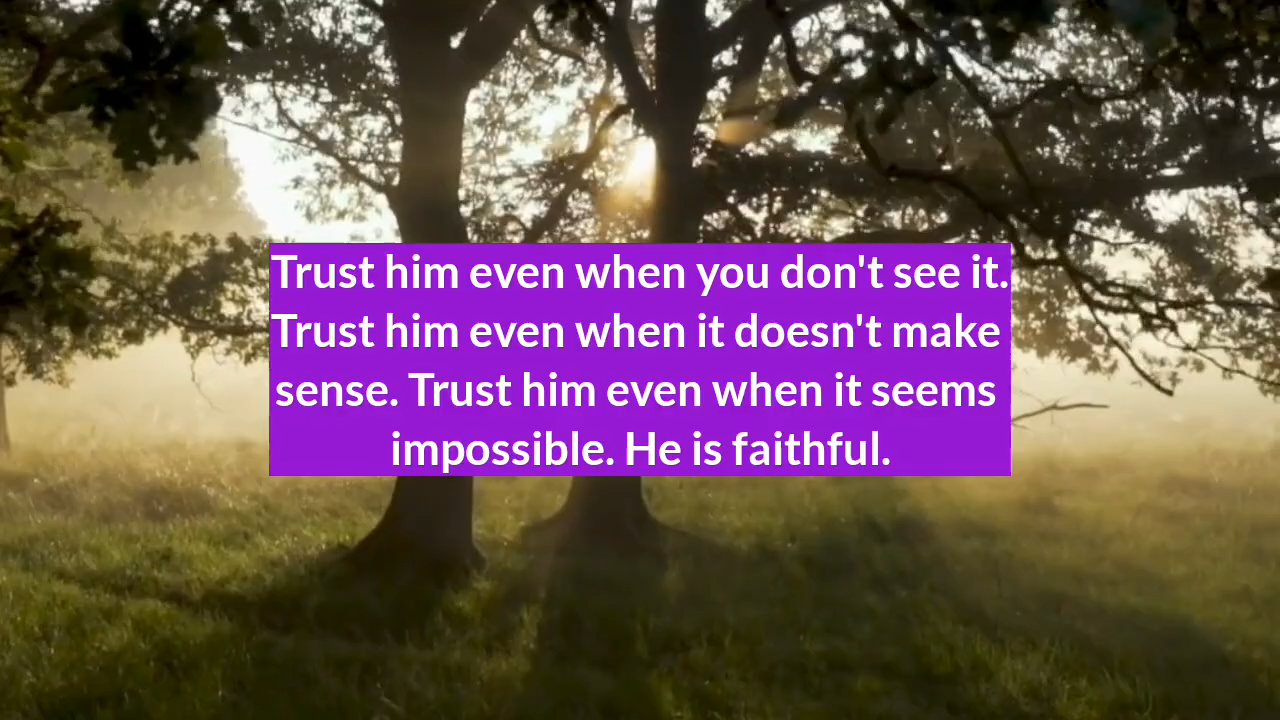 Trust him even when you don't see it.
Trust him even when it doesn't make
sense. Trust him even when it seems
impossible. He is faithful.